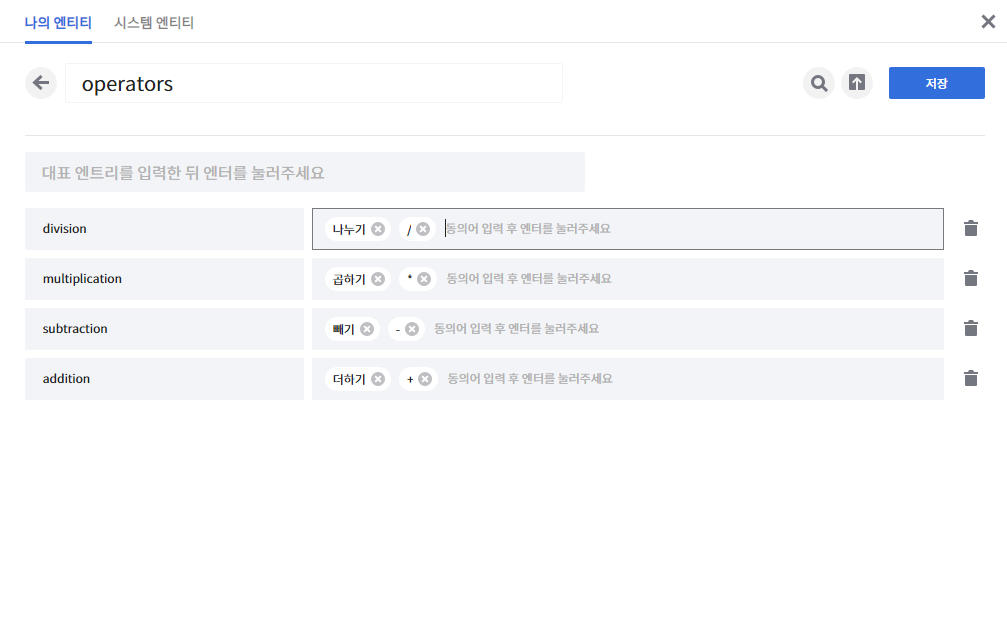 나의 엔티티 시스템 엔티티
operators 저장
대표 엔트리를 입력한 뒤 엔터를 눌러주세요
division 나누기 / 동의어 입력 후 엔터를 눌러주세요
multiplication 곱하기 * 동의어 입력 후 엔터를 눌러주세요
subtraction 빼기 - 동의어 입력 후 엔터를 눌러주세요
addition 더하기 + 동의어 입력 후 엔터를 눌러주세요